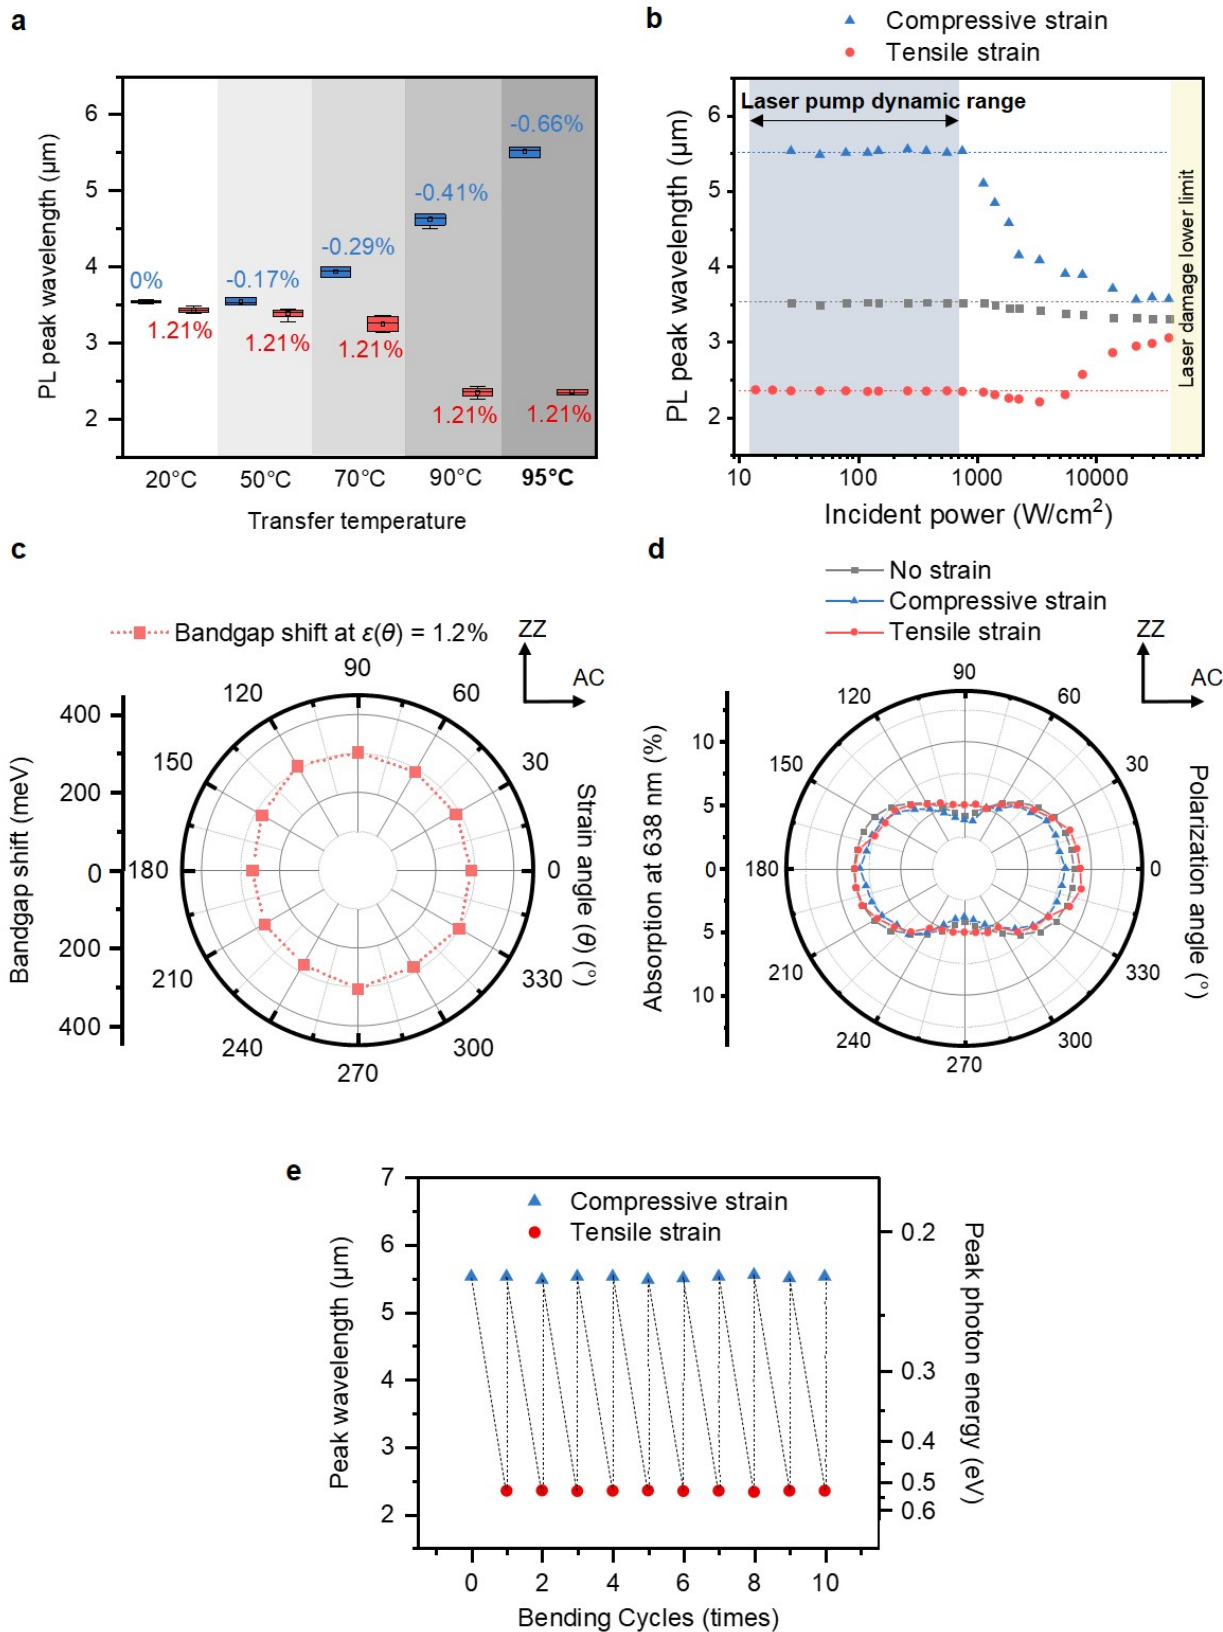 a
PL peak wavelength (μm)
6
5
4
3
2
0%
-0.17%
-0.29%
-0.41%
-0.66%
1.21%
1.21%
1.21%
1.21%
1.21%
20°C
50°C
70°C
90°C
95°C
Transfer temperature
b
Compressive strain
Tensile strain
Laser pump dynamic range
Laser damage lower limit
PL peak wavelength (μm)
6
5
4
3
2
10
100
1000
10000
Incident power (W/cm²)
c
Bandgap shift at ε(θ) = 1.2%
ZZ
AC
Bandgap shift (meV)
400
200
0
200
400
90
60
30
0
330
300
270
240
210
180
150
120
Strain angle (θ) (°)
d
No strain
Compressive strain
Tensile strain
ZZ
AC
Absorption at 638 nm (%)
10
5
0
5
10
90
60
30
0
330
300
270
240
210
180
150
120
Polarization angle (°)
e
Compressive strain
Tensile strain
Peak wavelength (μm)
7
6
5
4
3
2
0.2
0.3
0.4
0.5
0.6
Peak photon energy (eV)
0
2
4
6
8
10
Bending Cycles (times)